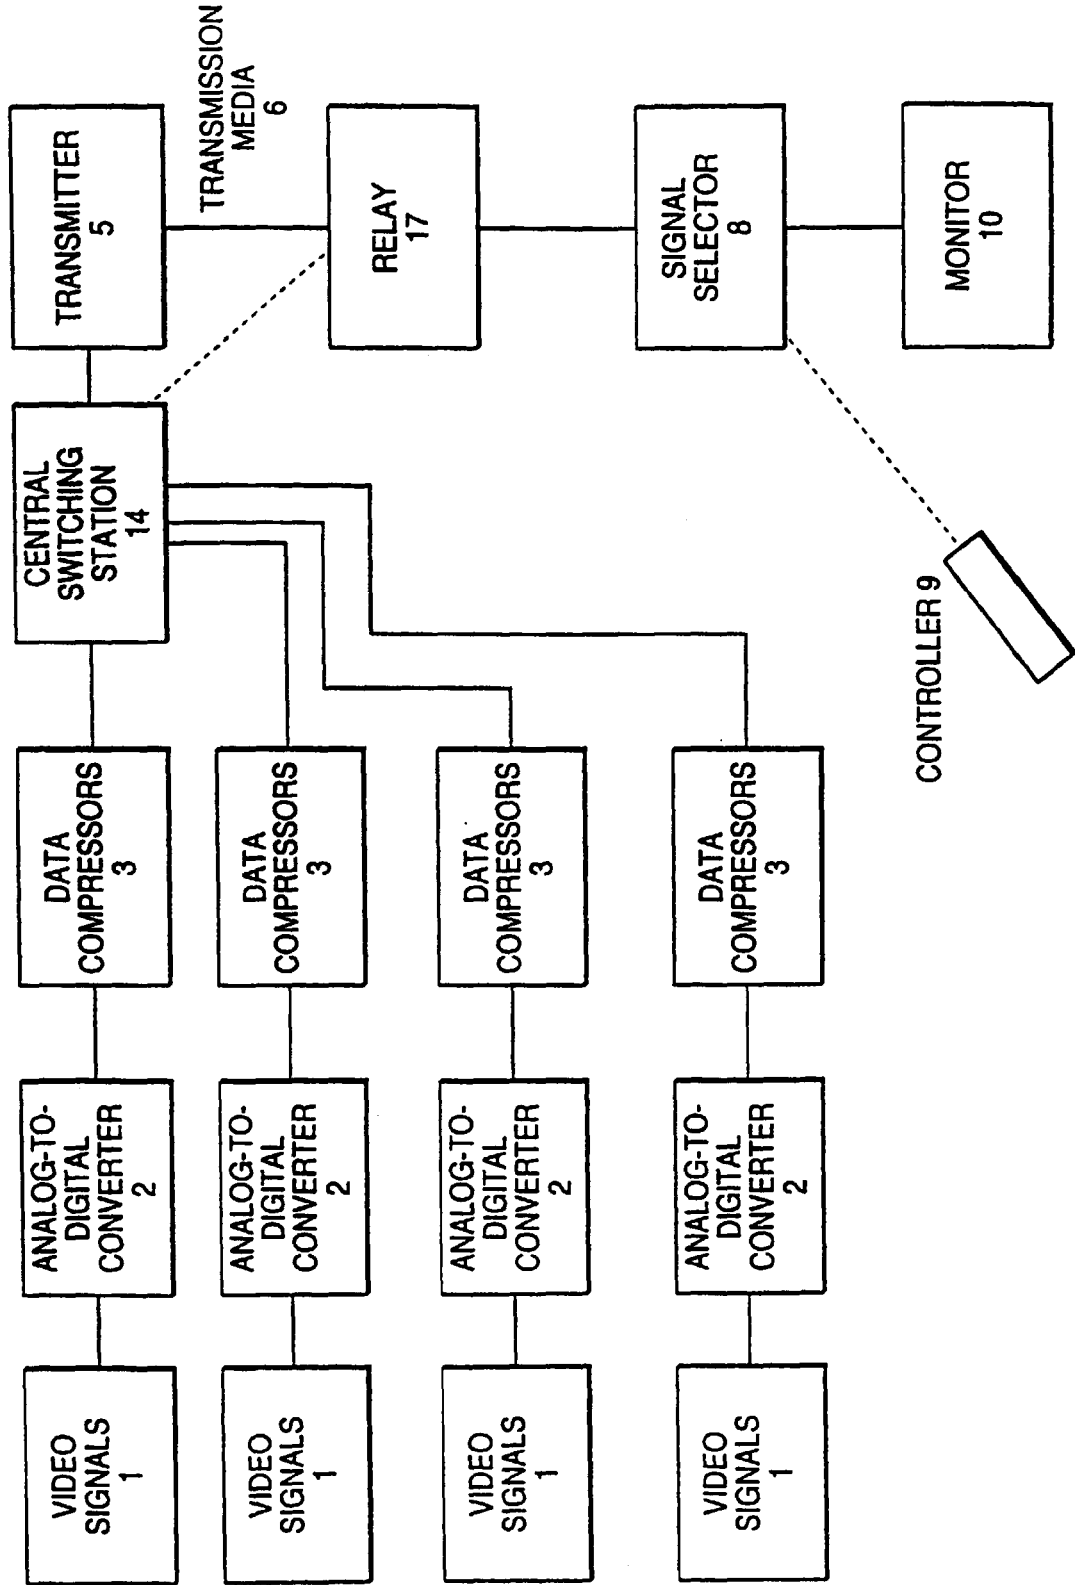 VIDEO
SIGNALS
1
ANALOG-TO-
DIGITAL
CONVERTER
2
DATA
COMPRESSORS
3
CENTRAL
SWITCHING
STATION
14
TRANSMITTER
5
VIDEO
SIGNALS
1
ANALOG-TO-
DIGITAL
CONVERTER
2
DATA
COMPRESSORS
3
TRANSMISSION
MEDIA
6
RELAY
17
VIDEO
SIGNALS
1
ANALOG-TO-
DIGITAL
CONVERTER
2
DATA
COMPRESSORS
3
SIGNAL
SELECTOR
8
VIDEO
SIGNALS
1
ANALOG-TO-
DIGITAL
CONVERTER
2
DATA
COMPRESSORS
3
CONTROLLER 9
MONITOR
10